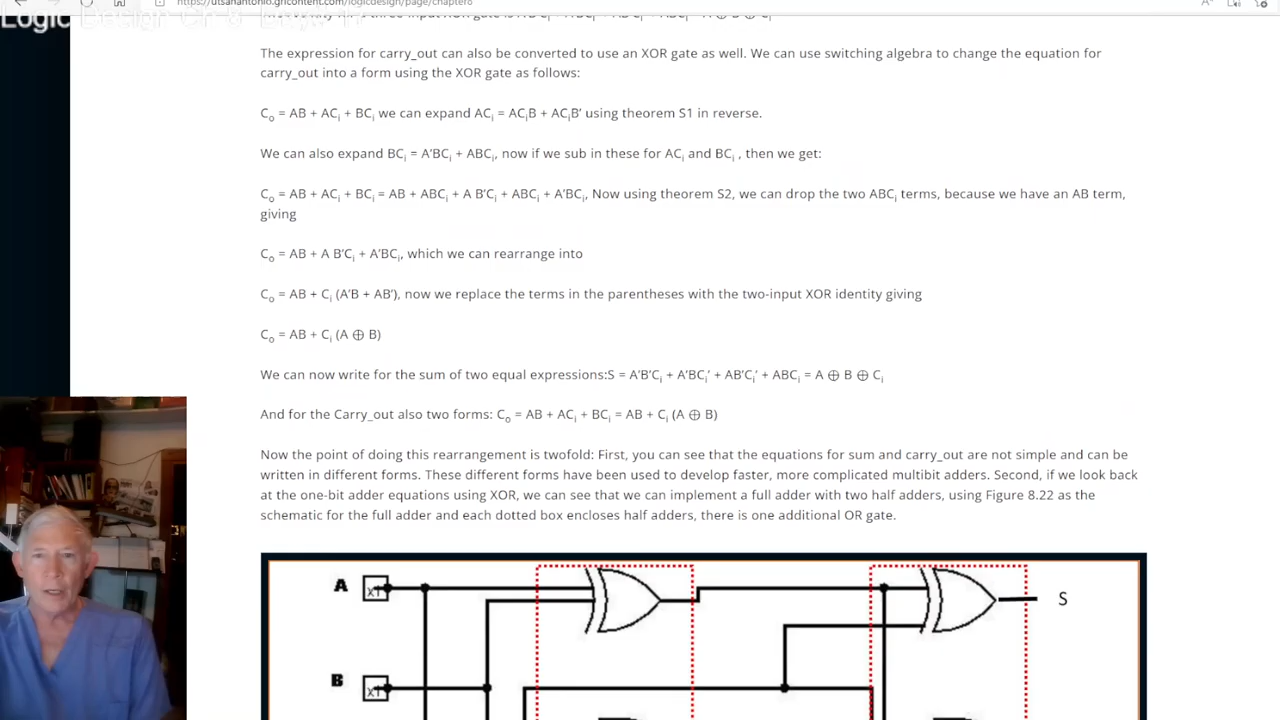 https://utsanantonio.gricontent.com/logicdesign/page/chapter8
Logic Design Ch 8
The expression for carry_out can also be converted to use an XOR gate as well. We can use switching algebra to change the equation for
carry_out into a form using the XOR gate as follows:
Cₒ = AB + ACᵢ + BCᵢ we can expand ACᵢ = ACᵢB + ACᵢB’ using theorem S1 in reverse.
We can also expand BCᵢ = A’BCᵢ + ABCᵢ, now if we sub in these for ACᵢ and BCᵢ , then we get:
Cₒ = AB + ACᵢ + BCᵢ = AB + ABCᵢ + A B’Cᵢ + ABCᵢ + A’BCᵢ, Now using theorem S2, we can drop the two ABCᵢ terms, because we have an AB term,
giving
Cₒ = AB + A B’Cᵢ + A’BCᵢ, which we can rearrange into
Cₒ = AB + Cᵢ (A’B + AB’), now we replace the terms in the parentheses with the two-input XOR identity giving
Cₒ = AB + Cᵢ (A ⊕ B)
We can now write for the sum of two equal expressions:S = A’B’Cᵢ + A’BCᵢ’ + AB’Cᵢ’ + ABCᵢ = A ⊕ B ⊕ Cᵢ
And for the Carry_out also two forms: Cₒ = AB + ACᵢ + BCᵢ = AB + Cᵢ (A ⊕ B)
Now the point of doing this rearrangement is twofold: First, you can see that the equations for sum and carry_out are not simple and can be
written in different forms. These different forms have been used to develop faster, more complicated multibit adders. Second, if we look back
at the one-bit adder equations using XOR, we can see that we can implement a full adder with two half adders, using Figure 8.22 as the
schematic for the full adder and each dotted box encloses half adders, there is one additional OR gate.
A
S
B